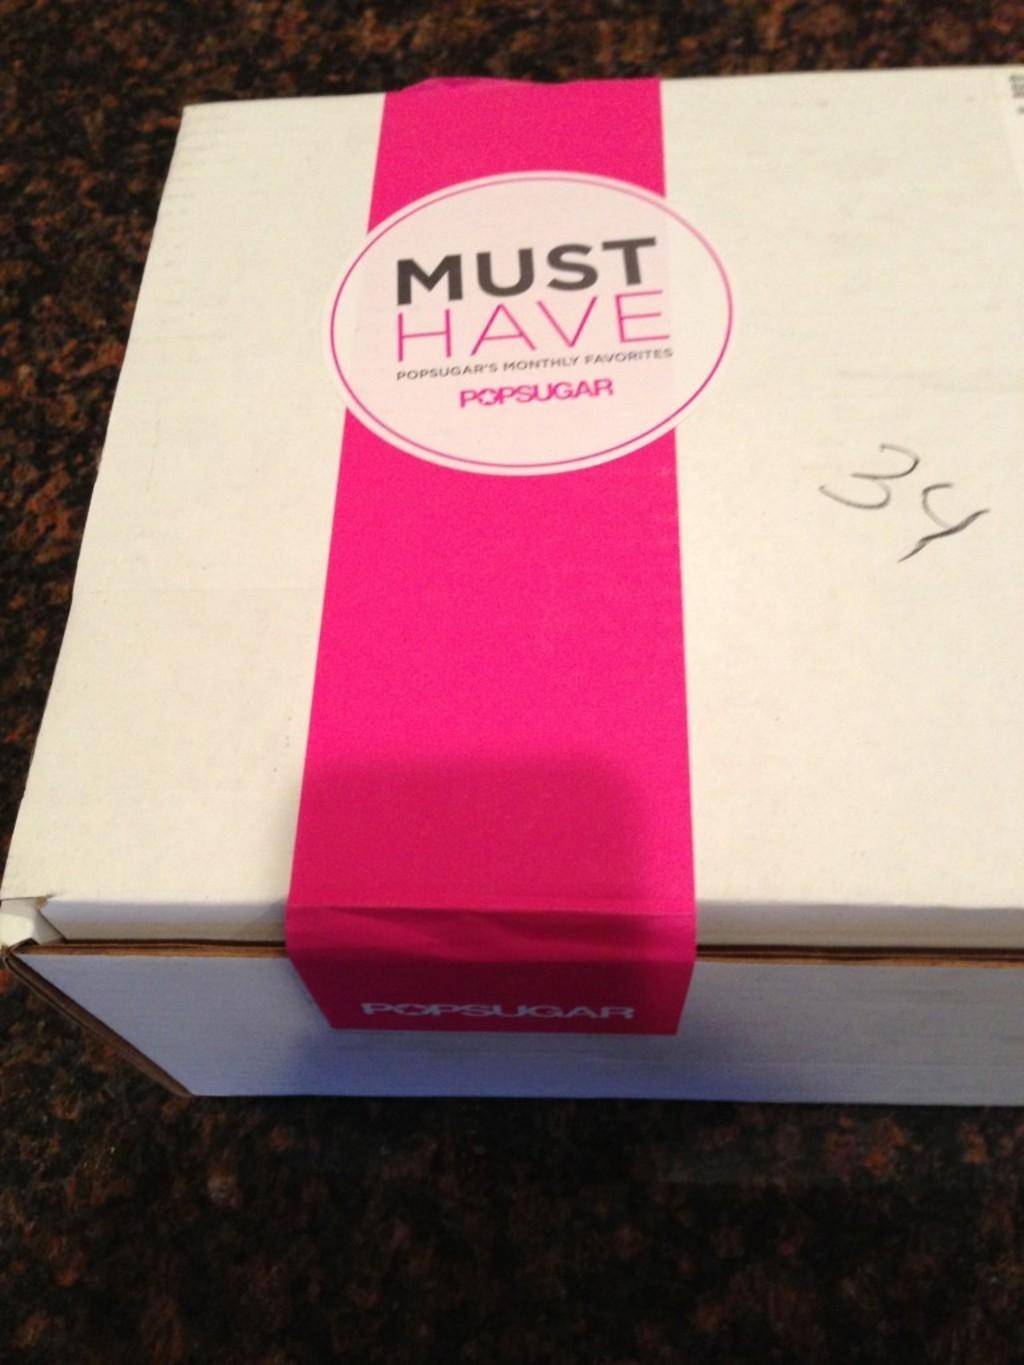 MUST
HAVE
POPSUGAR'S MONTHLY FAVORITES
POPSUGAR
34
POPSUGAR